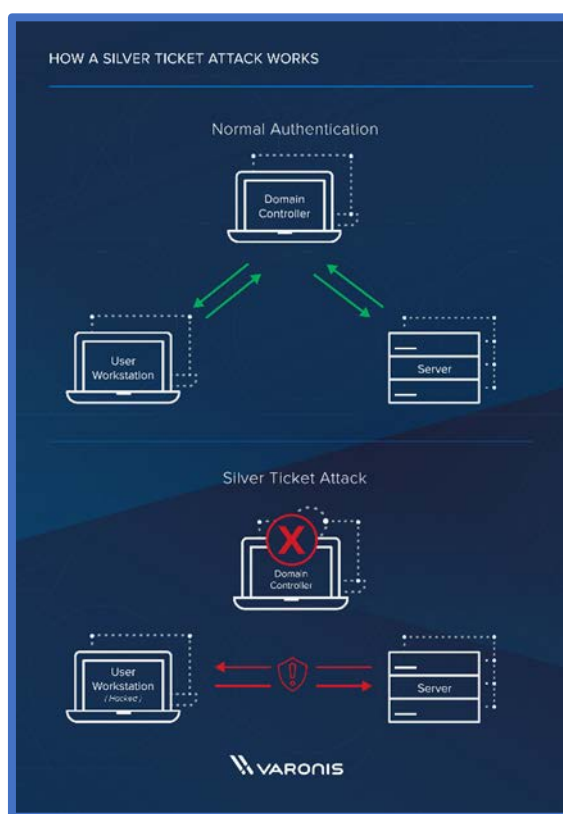 HOW A SILVER TICKET ATTACK WORKS
Normal Authentication
Domain
Controller
User
Workstation
Server
Silver Ticket Attack
X
Domain
Controller
User
Workstation
(Hacked)
!
Server
VARONIS